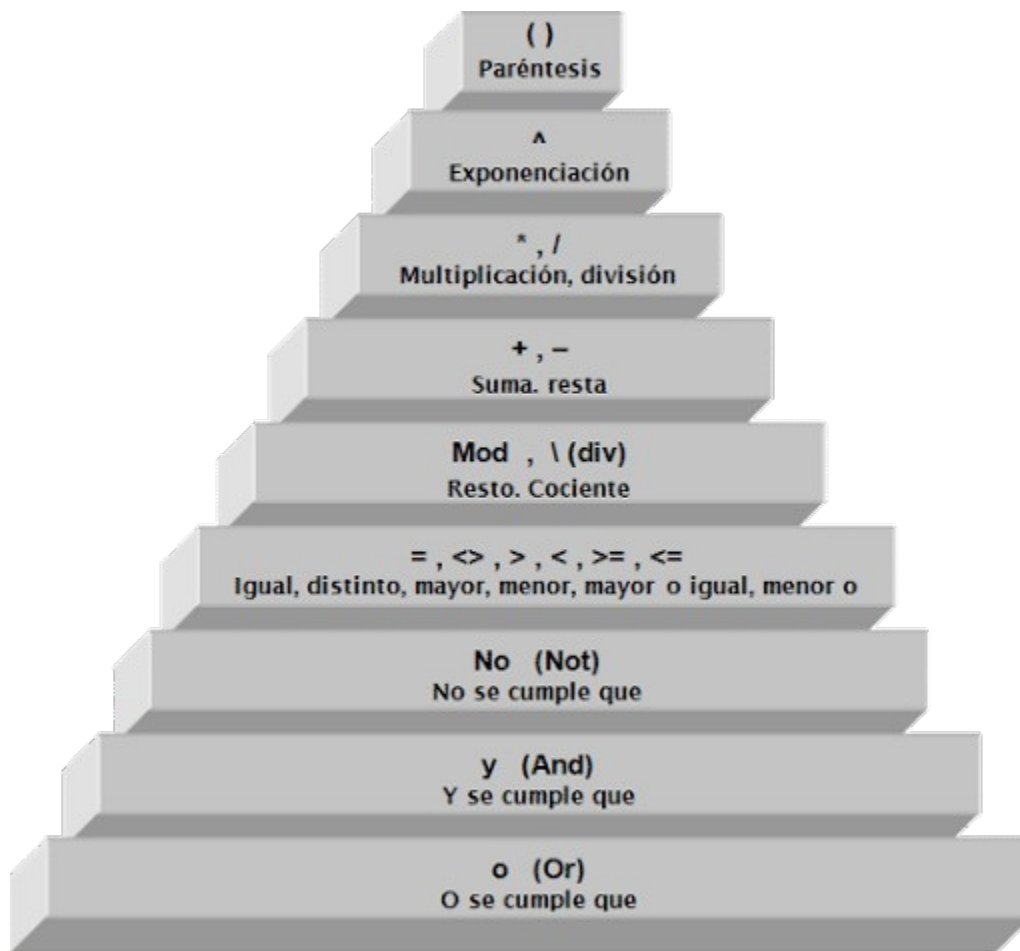 ( )
Paréntesis
^
Exponenciación
* , /
Multiplicación, división
+ , –
Suma. resta
Mod , \ (div)
Resto. Cociente
= , <> , > , < , >= , <=
Igual, distinto, mayor, menor, mayor o igual, menor o
No (Not)
No se cumple que
y (And)
Y se cumple que
o (Or)
O se cumple que